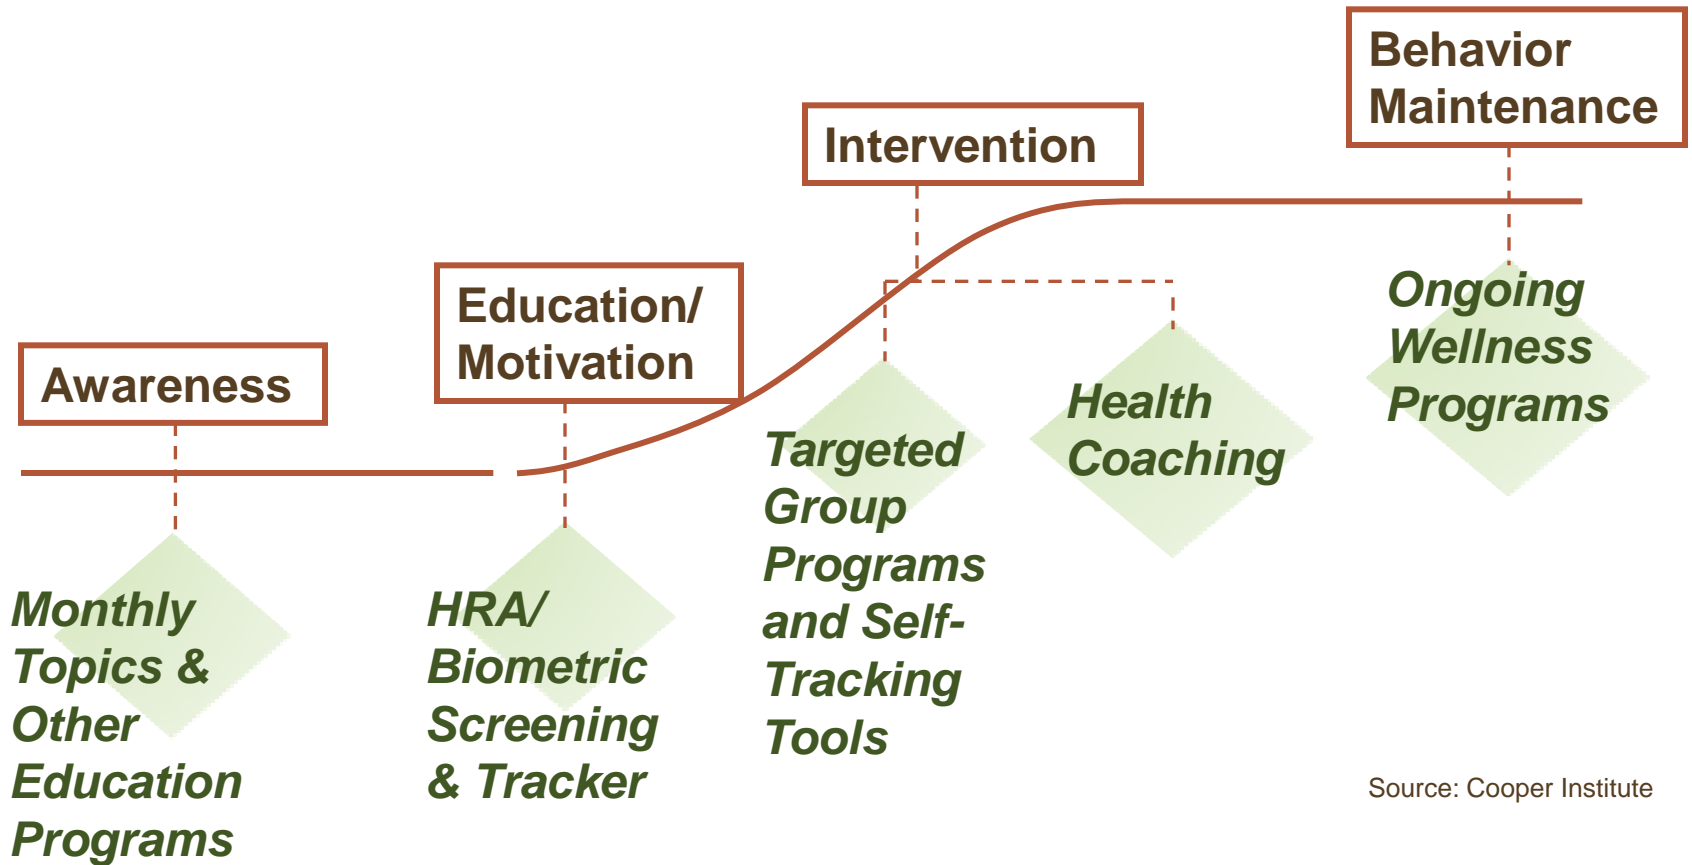 Behavior
Maintenance
Intervention
Education/
Motivation
Awareness
Ongoing
Wellness
Programs
Health
Coaching
Targeted
Group
Programs
and Self-
Tracking
Tools
HRA/
Biometric
Screening
& Tracker
Monthly
Topics &
Other
Education
Programs
Source: Cooper Institute